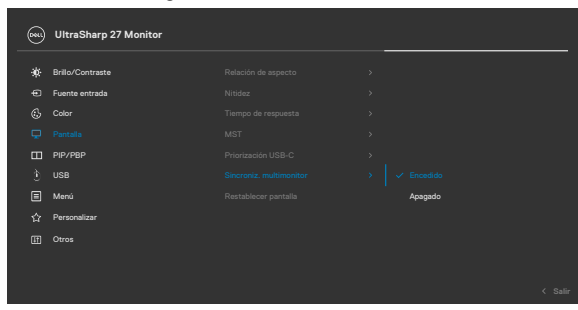 DELL UltraSharp 27 Monitor
Brillo/Contraste
Relación de aspecto
Fuente entrada
Nitidez
Color
Tiempo de respuesta
Pantalla
MST
PIP/PBP
Priorización USB-C
USB
Sincroniz. multimonitor
Encedido
Menú
Restablecer pantalla
Apagado
Personalizar
Otros
Salir